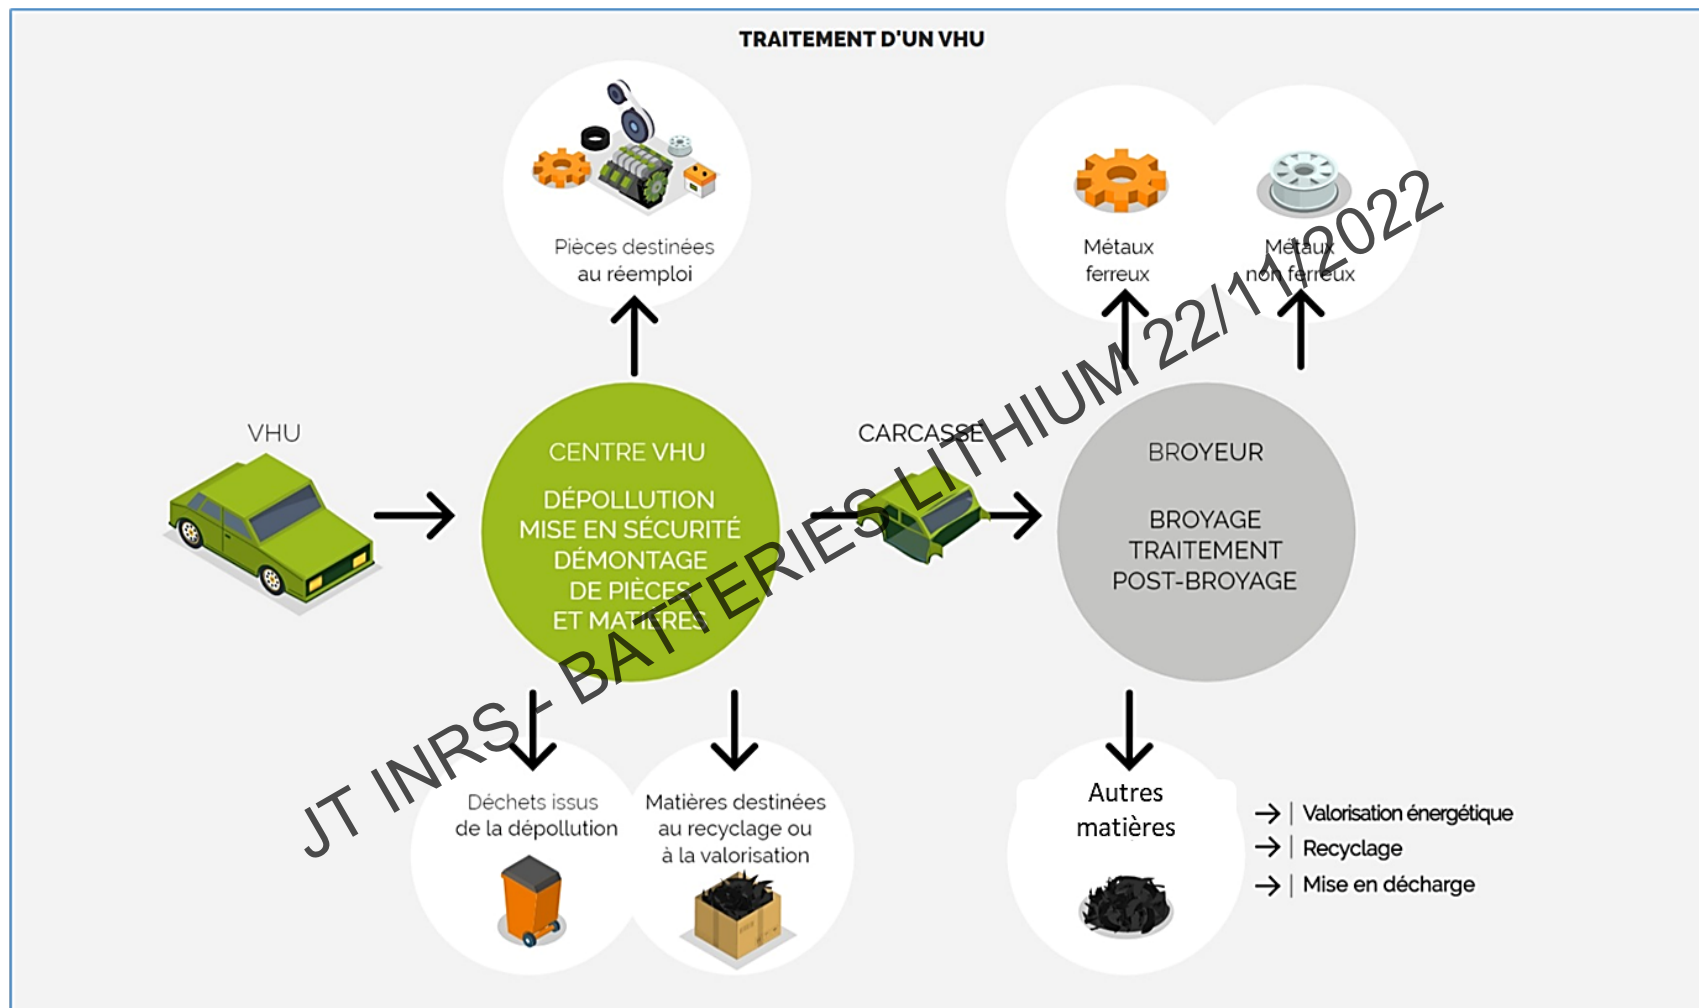 TRAITEMENT D'UN VHU
Pièces destinées
au réemploi
Métaux
ferreux
Métaux
non ferreux
VHU
CENTRE VHU
DÉPOLLUTION
MISE EN SÉCURITÉ
DÉMONTAGE
DE PIÈCES
ET MATIÈRES
CARCASSE
BROYEUR
BROYAGE
TRAITEMENT
POST-BROYAGE
Déchets issus
de la dépollution
Matières destinées
au recyclage ou
à la valorisation
Autres
matières
Valorisation énergétique
Recyclage
Mise en décharge
JT INRS - BATTERIES LITHIUM 22/11/2022